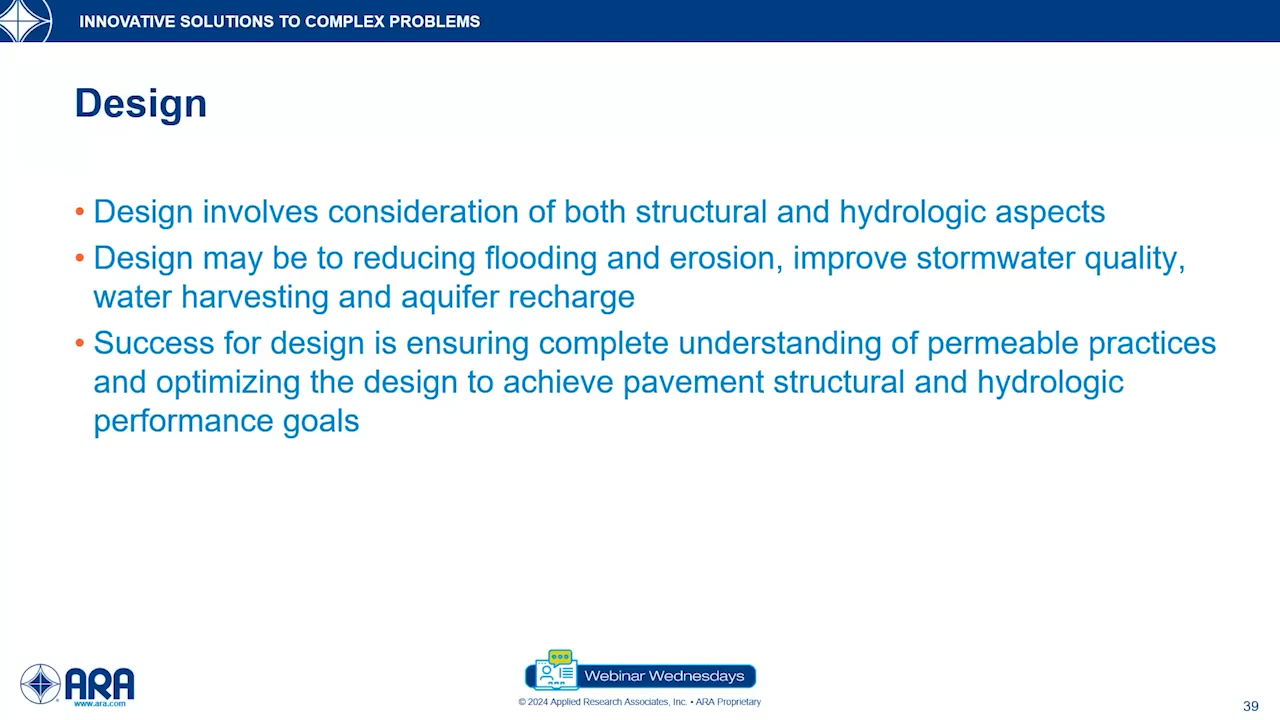 INNOVATIVE SOLUTIONS TO COMPLEX PROBLEMS
Design
• Design involves consideration of both structural and hydrologic aspects
• Design may be to reducing flooding and erosion, improve stormwater quality,
water harvesting and aquifer recharge
• Success for design is ensuring complete understanding of permeable practices
and optimizing the design to achieve pavement structural and hydrologic
performance goals
ARA
www.ara.com
ARA
Webinar Wednesdays
© 2024 Applied Research Associates, Inc. • ARA Proprietary
39